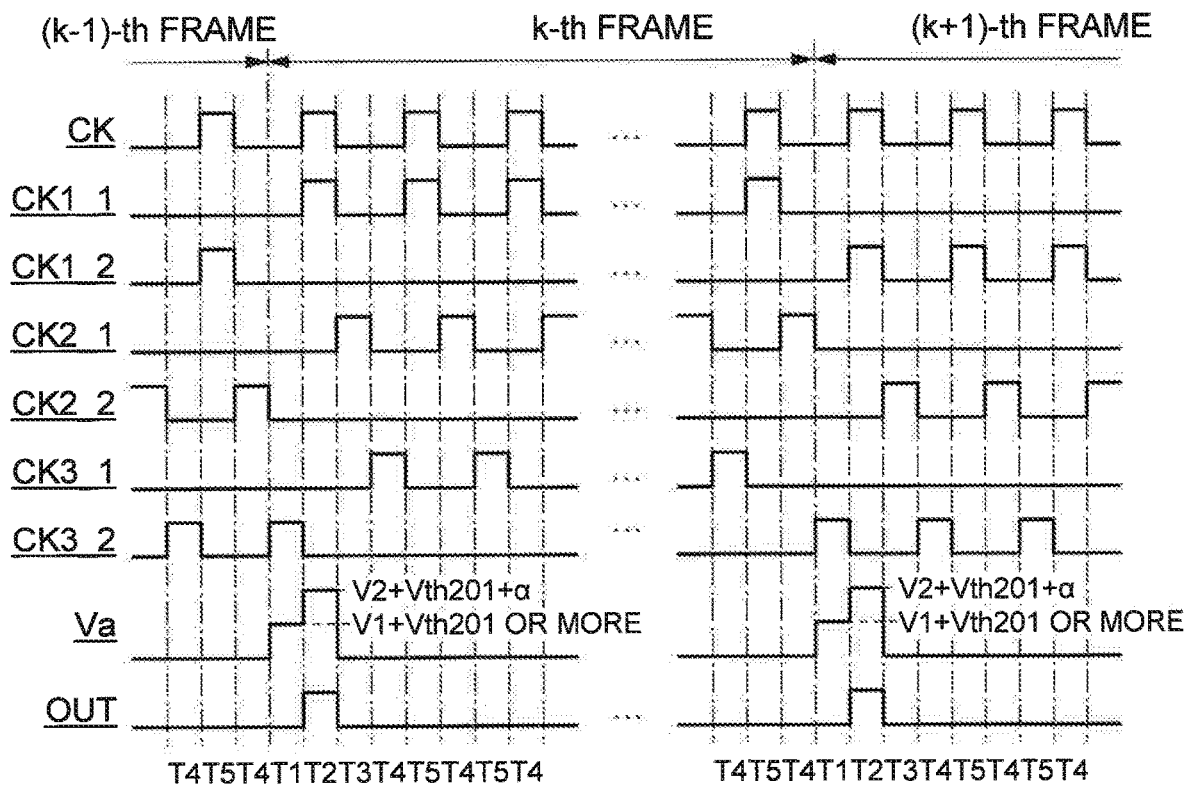 (k-1)-th FRAME k-th FRAME (k+1)-th FRAME
CK ... ...
CK1_1 ...
CK1_2 ...
CK2_1 ...
CK2_2 ...
CK3_1 ...
CK3_2 ...
V2+Vth201+α V2+Vth201+α
Va V1+Vth201 OR MORE V1+Vth201 OR MORE
OUT ...
T4T5T4T1T2T3T4T5T4T5T4 T4T5T4T1T2T3T4T5T4T5T4